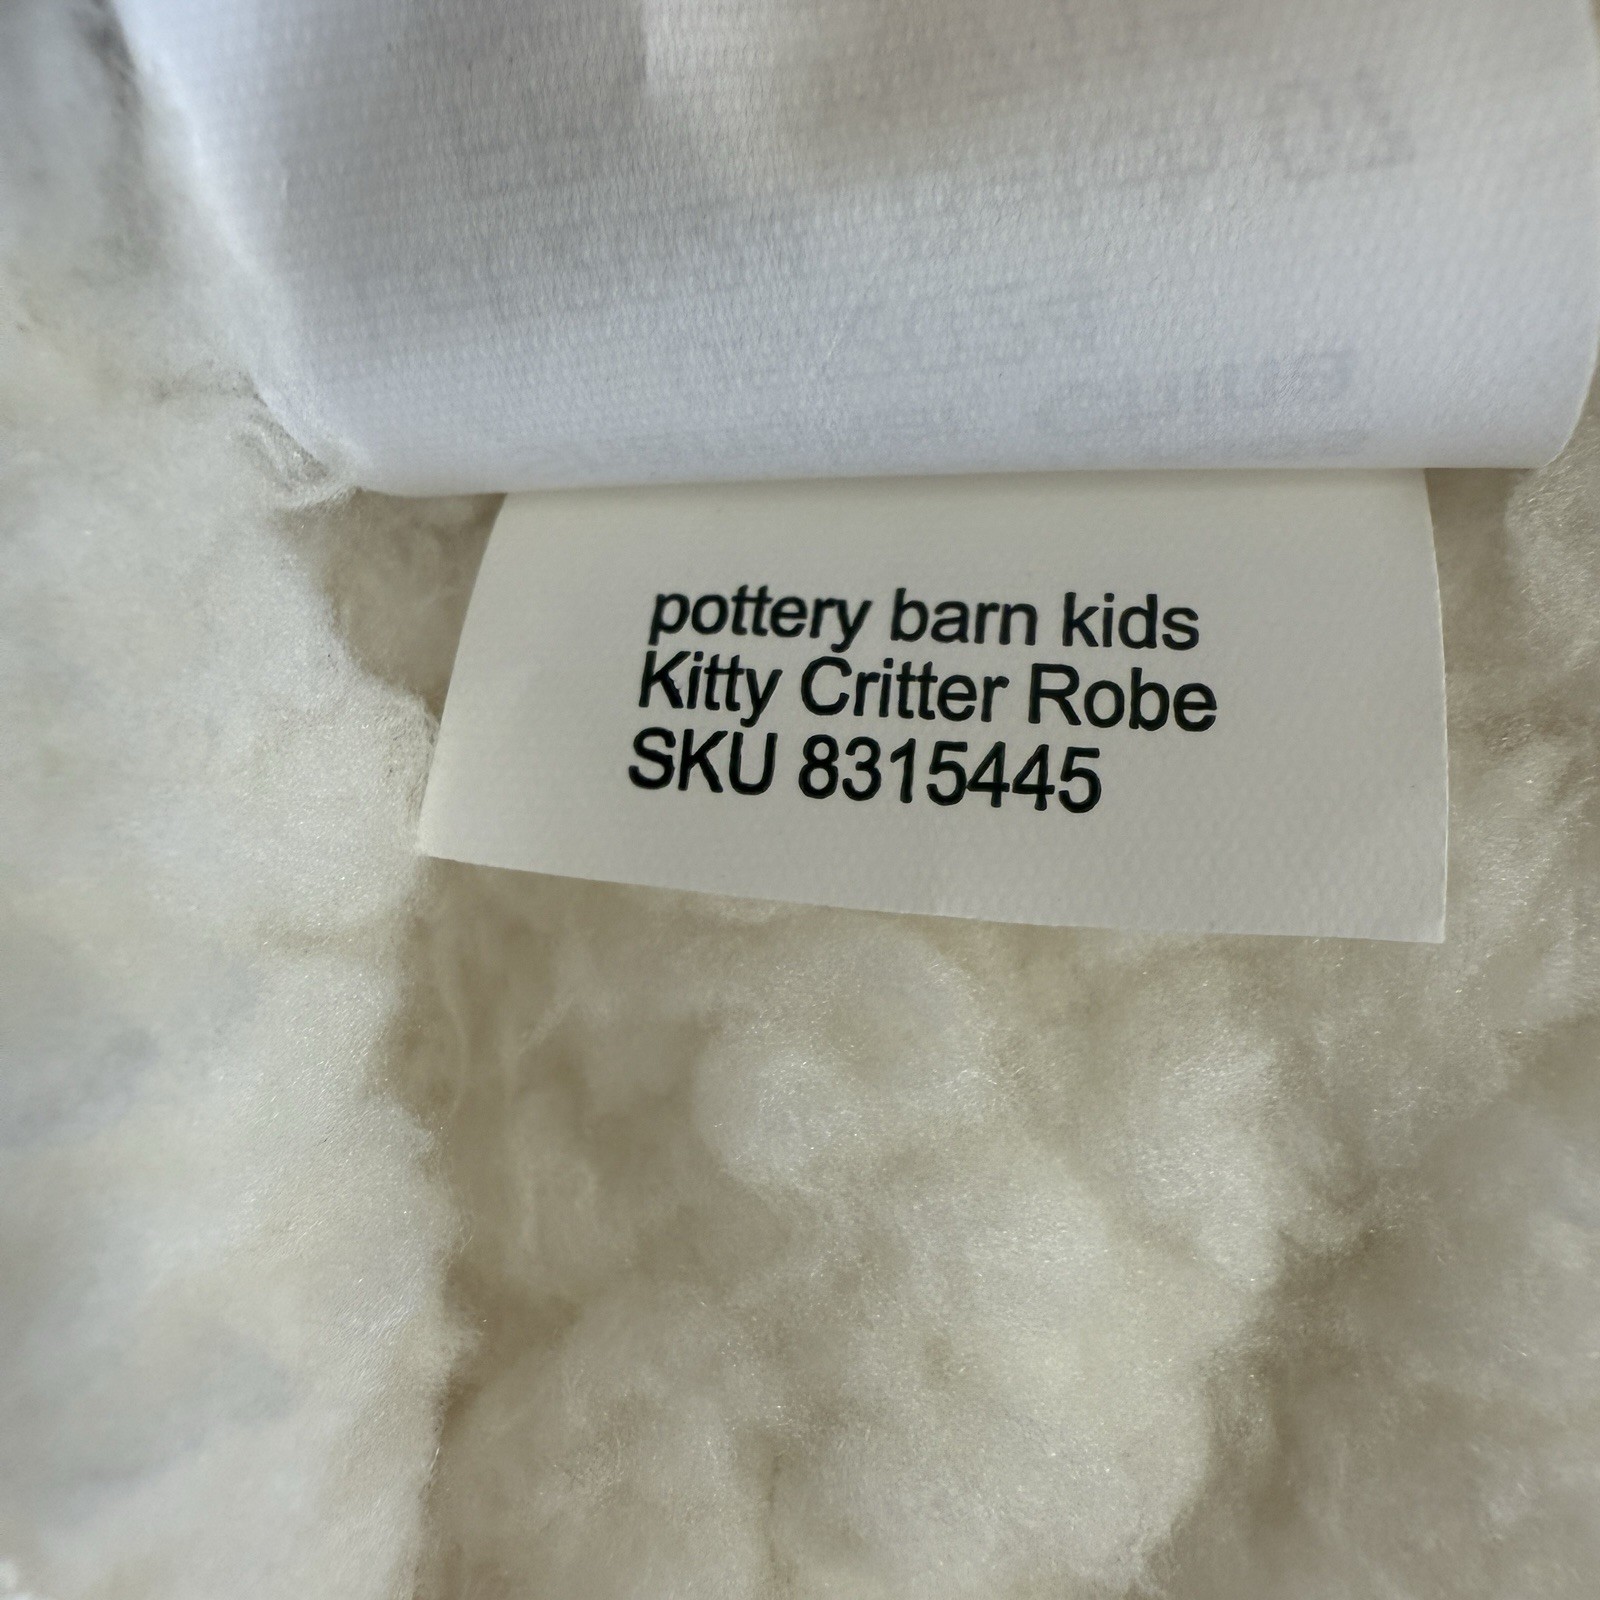 pottery barn kids
Kitty Critter Robe
SKU 8315445